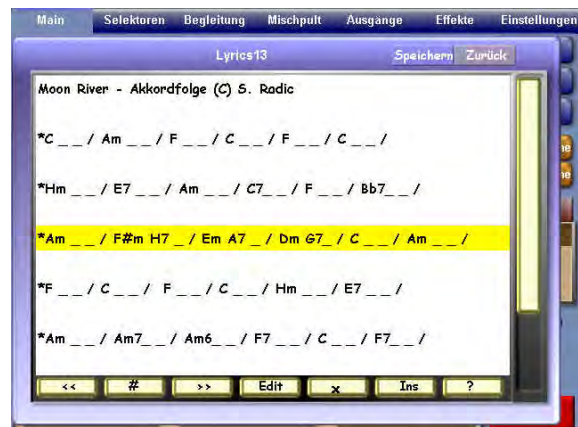 Main Selektoren Begleitung Mischpult Ausgänge Effekte Einstellungen
Lyrics13 Speichern Zurück
Moon River - Akkordfolge (C) S. Radic
*C _ _ / Am _ _ / F _ _ / C _ _ / F _ _ / C _ _ /
*Hm _ _ / E7 _ _ / Am _ _ / C7_ _ / F _ _ / Bb7_ _ /
*Am _ _ / F#m H7 _ / Em A7 _ / Dm G7_ / C _ _ / Am _ _ /
*F _ _ / C _ _ / F _ _ / C _ _ / Hm _ _ / E7 _ _ /
*Am _ _ / Am7_ _ / Am6_ _ / F7 _ _ / C _ _ / F7_ _ /
<< # >> Edit x Ins ?